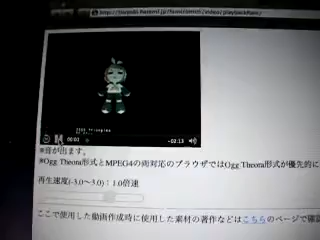 00:03
-02:13
※音が出ます。
※Ogg Theora形式とMPEG4の両対応のブラウザではOgg Theora形式が優先的に
再生速度(-3.0～3.0)：1.0倍速
ここで使用した動画作成時に使用した素材の著作などはこちらのページで確認